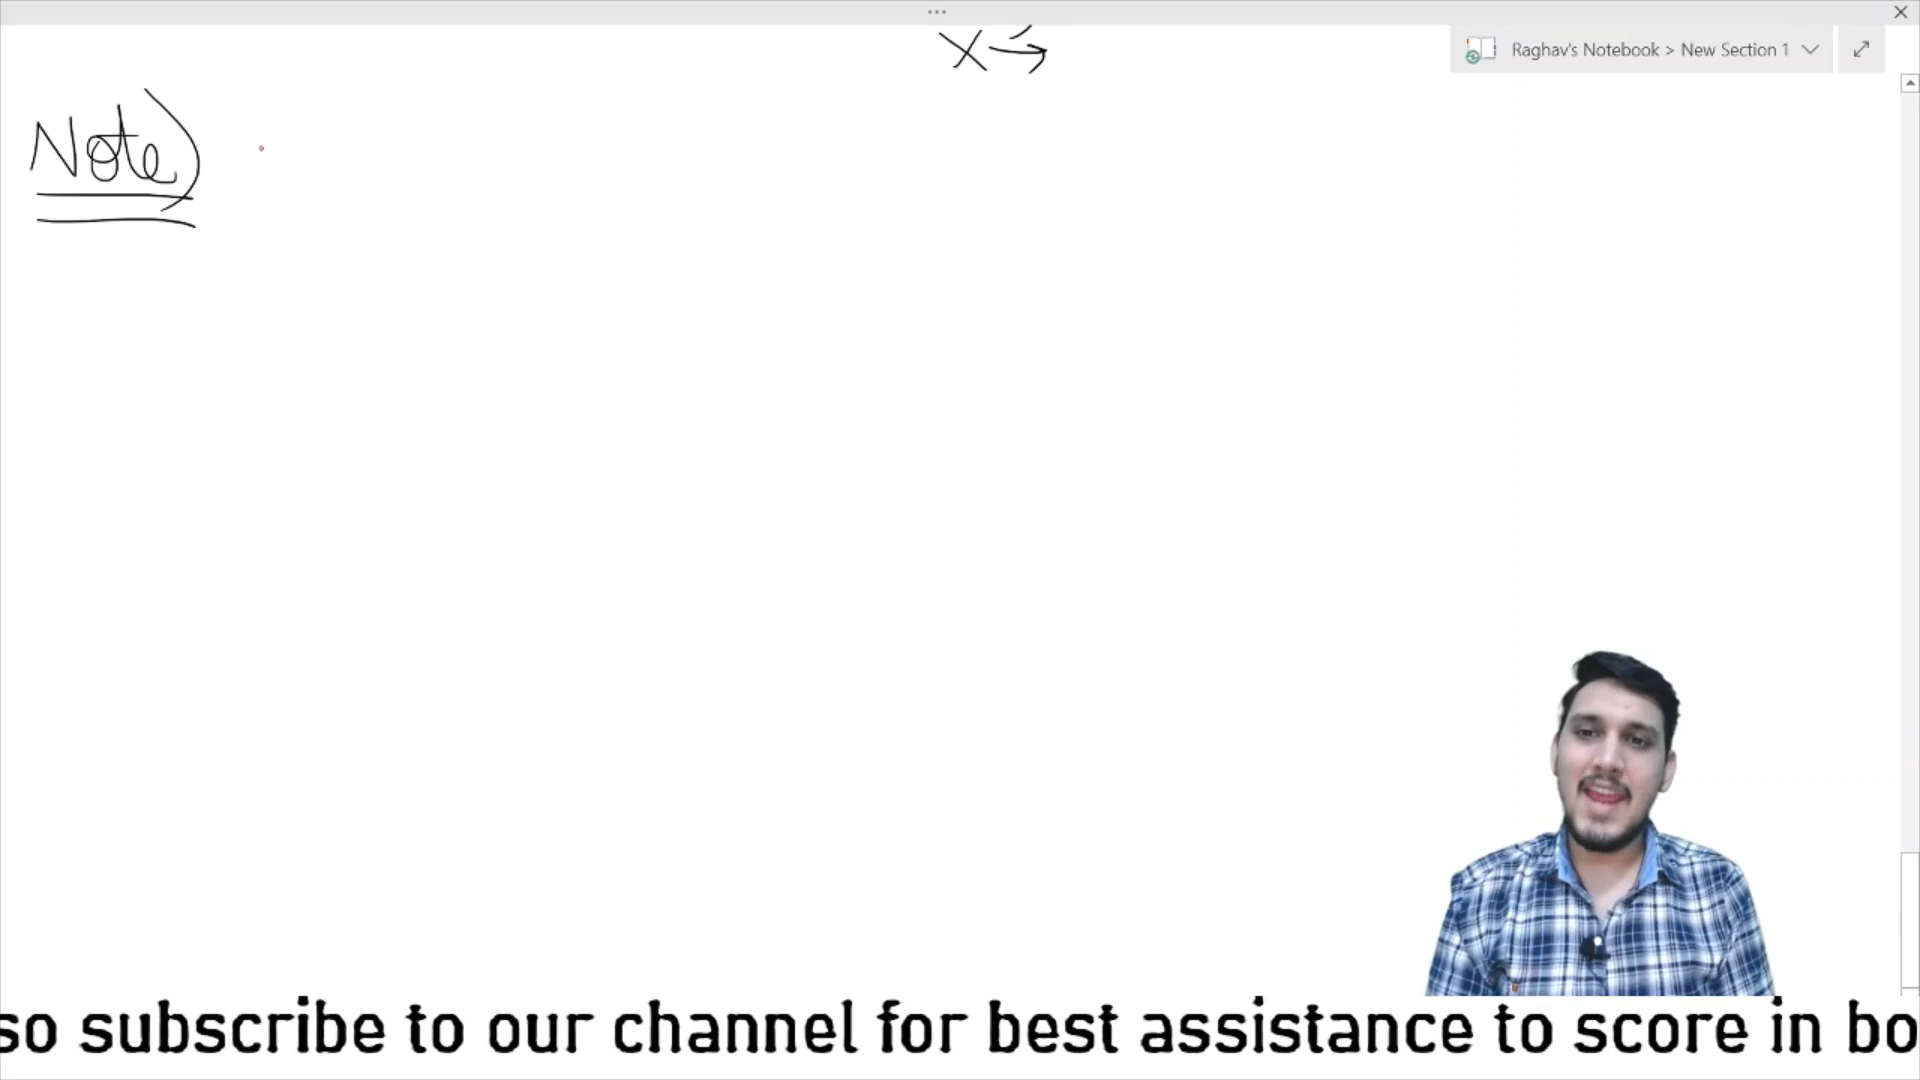 X →
Raghav's Notebook > New Section 1
Note)
so subscribe to our channel for best assistance to score in bo